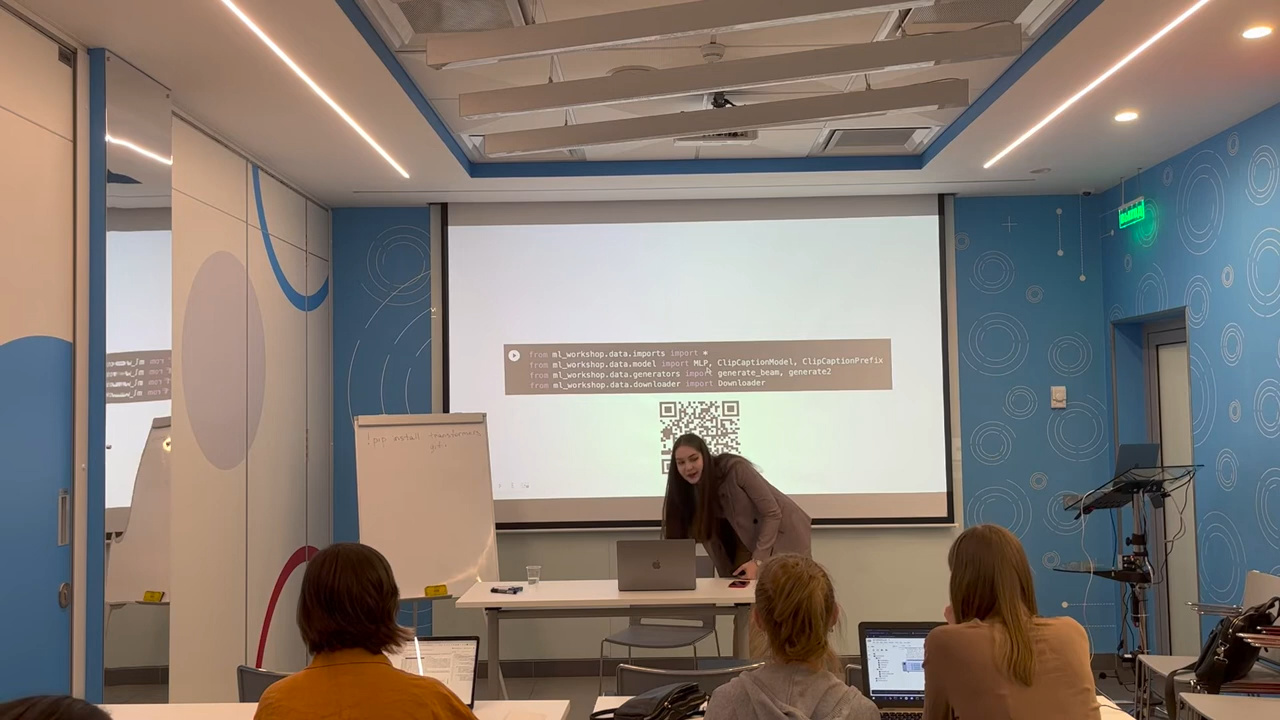 from ml_workshop.data.imports import *
from ml_workshop.data.model import MLP, ClipCaptionModel, ClipCaptionPrefix
from ml_workshop.data.generators import generate_beam, generate2
from ml_workshop.data.downloader import Downloader
!pip install transformers